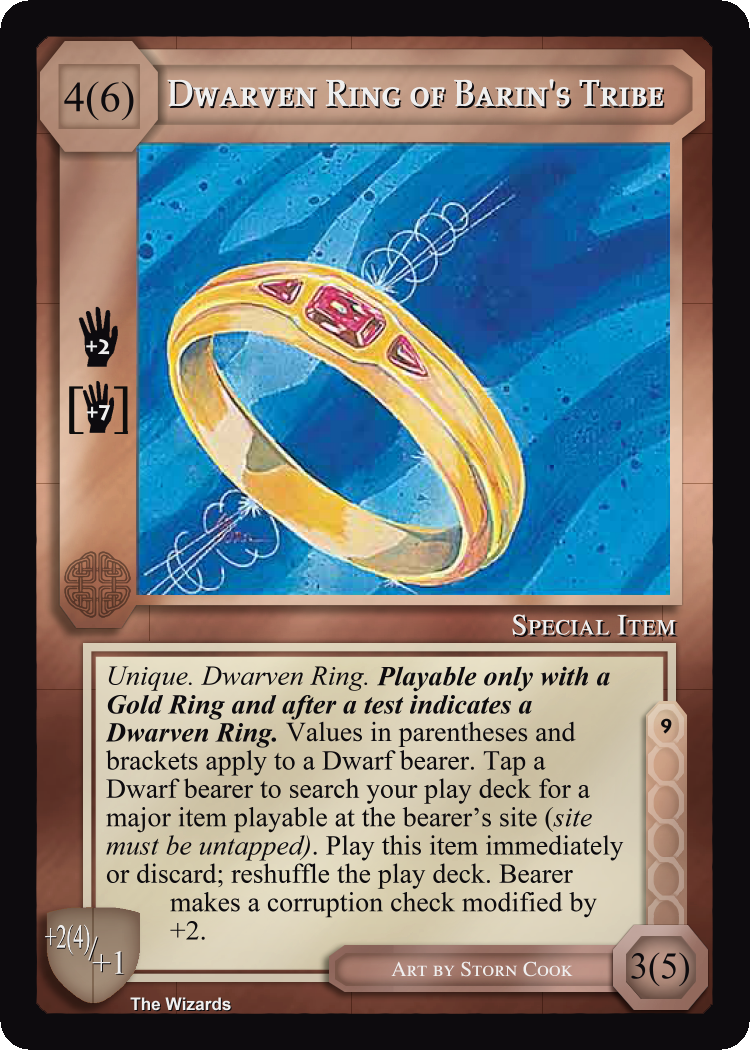 4(6)
Dwarven Ring of Barin's Tribe
+2
[+7]
Special Item
Unique. Dwarven Ring. Playable only with a
Gold Ring and after a test indicates a
Dwarven Ring. Values in parentheses and
brackets apply to a Dwarf bearer. Tap a
Dwarf bearer to search your play deck for a
major item playable at the bearer's site (site
must be untapped). Play this item immediately
or discard; reshuffle the play deck. Bearer
makes a corruption check modified by
+2.
9
+2(4)/+1
Art by Storn Cook
3(5)
The Wizards